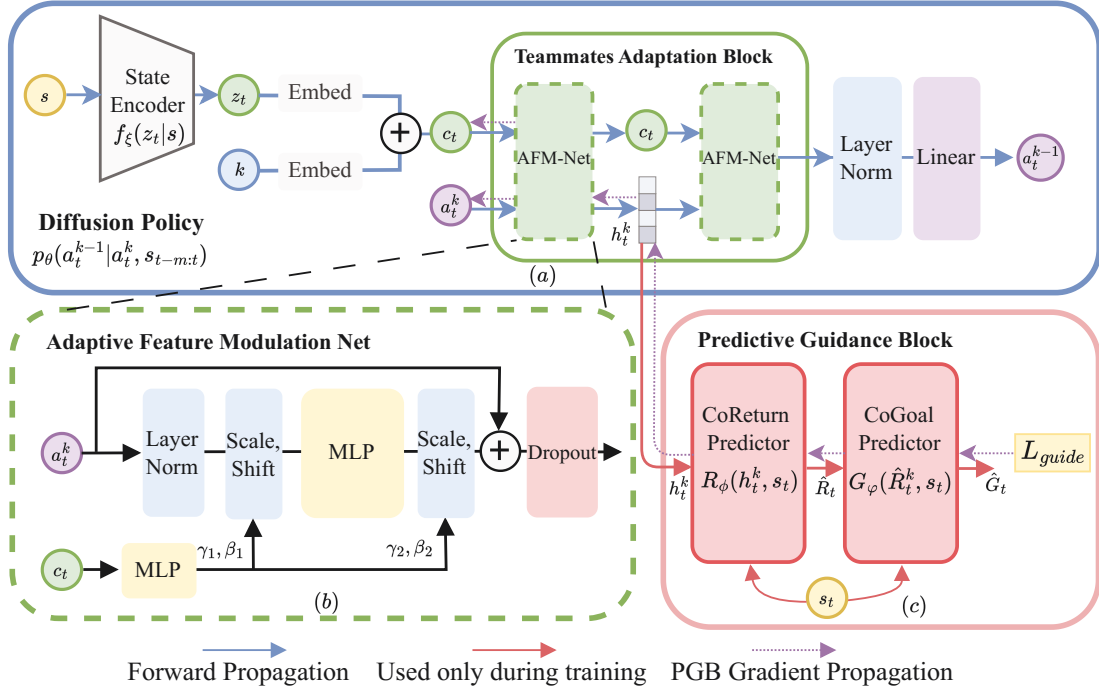 Teammates Adaptation Block
s
State
Encoder
f_ξ(z_t|s)
z_t
Embed
k
Embed
+
c_t
a_t^k
AFM-Net
c_t
h_t^k
AFM-Net
Layer
Norm
Linear
a_t^{k-1}
Diffusion Policy
p_θ(a_t^{k-1}|a_t^k, s_{t-m:t})
(a)
Adaptive Feature Modulation Net
a_t^k
Layer
Norm
Scale,
Shift
MLP
Scale,
Shift
+
Dropout
c_t
MLP
γ_1, β_1
γ_2, β_2
(b)
Predictive Guidance Block
h_t^k
CoReturn
Predictor
R_ϕ(h_t^k, s_t)
R̂_t
CoGoal
Predictor
G_φ(R̂_t^k, s_t)
Ĝ_t
L_{guide}
s_t
(c)
Forward Propagation
Used only during training
PGB Gradient Propagation